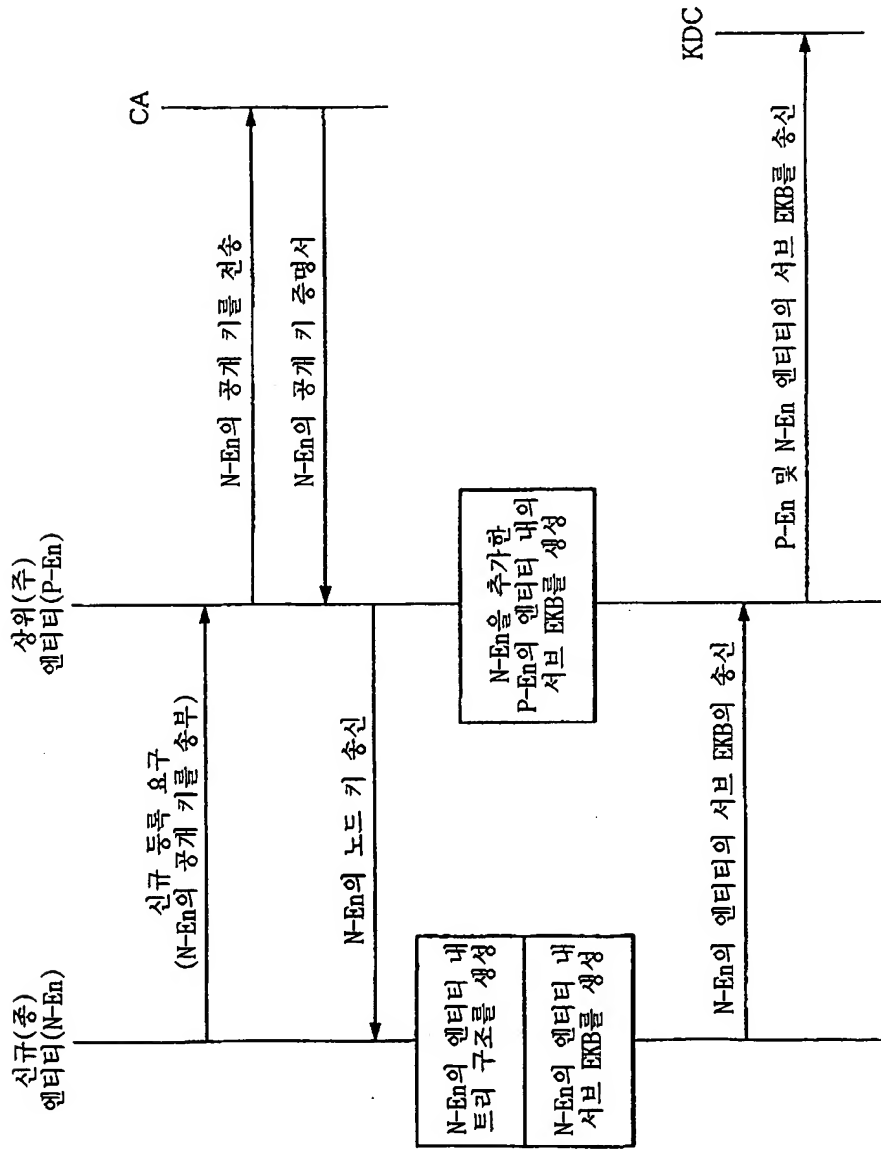 신규(종)
엔티티(N-En)
상위(주)
엔티티(P-En)
CA
KDC
신규 등록 요구
(N-En의 공개 키를 송부)
N-En의 공개 키를 전송
N-En의 공개 키 증명서
N-En의 노드 키 송신
N-En의 엔티티 내
트리 구조를 생성
N-En의 엔티티 내
서브 EKB를 생성
N-En을 추가한
P-En의 엔티티 내의
서브 EKB를 생성
N-En의 엔티티의 서브 EKB의 송신
P-En 및 N-En 엔티티의 서브 EKB를 송신